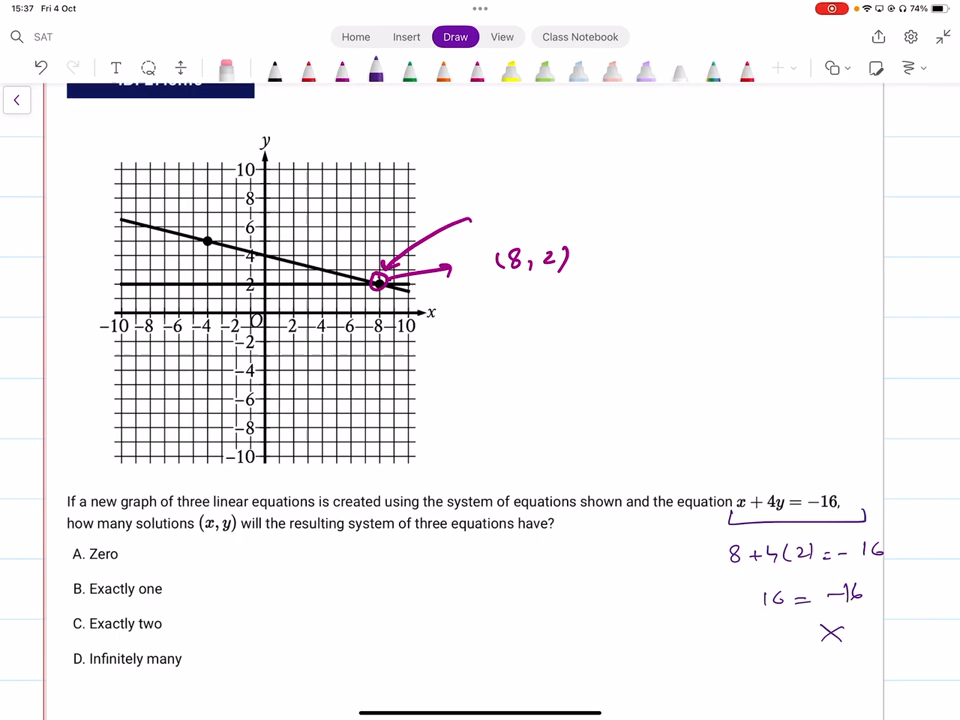 15:37 Fri 4 Oct
74%
SAT
Home Insert Draw View Class Notebook
y
10
8
6
4
2
-10 -8 -6 -4 -2 O 2 4 6 8 10 x
-2
-4
-6
-8
-10
(8, 2)
If a new graph of three linear equations is created using the system of equations shown and the equation x + 4y = −16,
how many solutions (x, y) will the resulting system of three equations have?
8 + 4(2) = - 16
A. Zero
B. Exactly one
16 = -16
C. Exactly two
D. Infinitely many